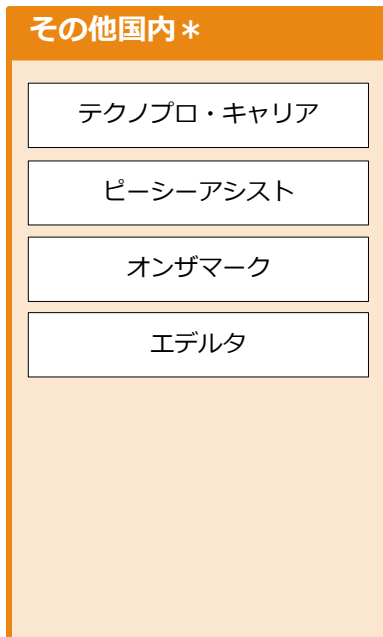 その他国内＊
テクノプロ・キャリア
ピーシーアシスト
オンザマーク
エデルタ